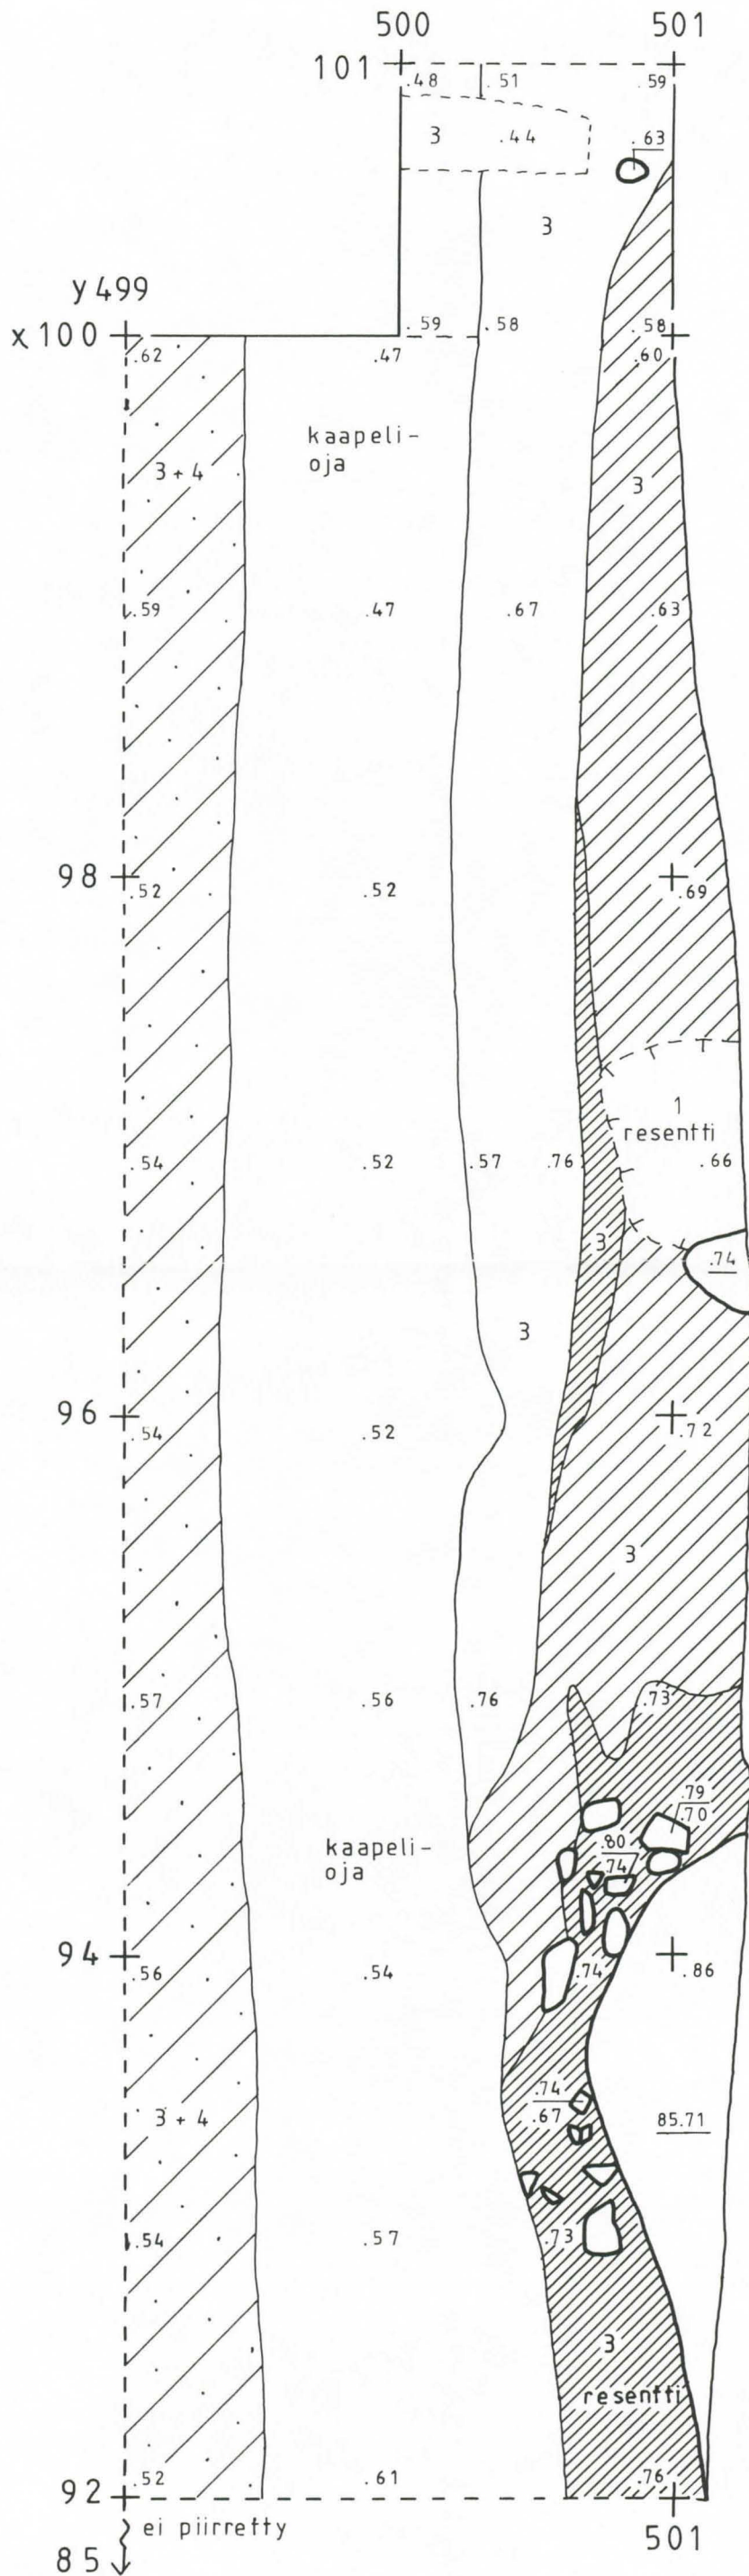 500 501
101
.48 .51 .59
3 .44 .63
3
y 499
x 100
.59 .58 .58
.62 .47 .60
kaapeli-
oja
3 + 4 3
.59 .47 .67 .63
98
.52 .52 .69
1
resentti
.54 .52 .57 .76 .66
3
.74
3
96
.54 .52 .72
3
.57 .56 .76 .73
.79
.70
kaapeli-
oja
.80
.74
94
.56 .54 .74 .86
.74
.67
3 + 4 85.71
.54 .57 .73
3
resentti
.52 .61 .76
92
ei piirretty
501
85